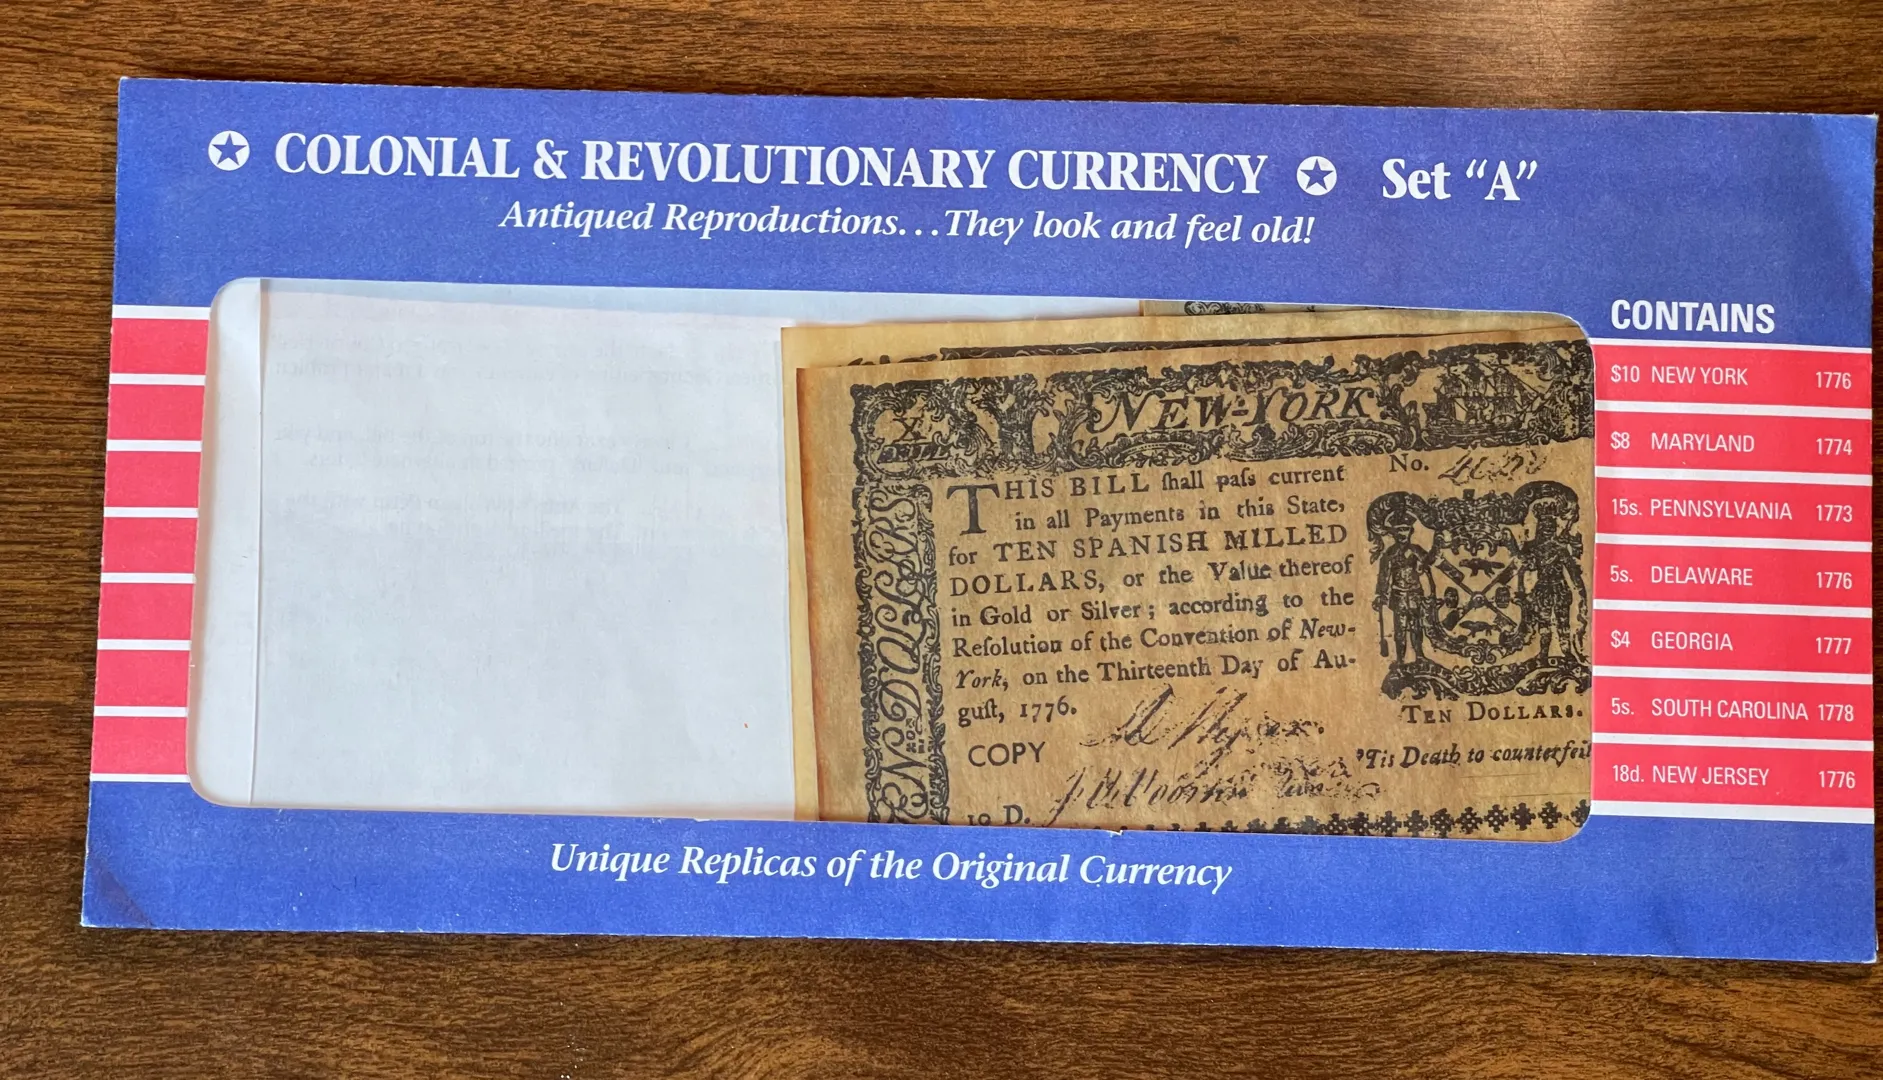 COLONIAL & REVOLUTIONARY CURRENCY Set “A”
Antiqued Reproductions...They look and feel old!
CONTAINS
$10 NEW YORK 1776
$8 MARYLAND 1774
15s. PENNSYLVANIA 1773
5s. DELAWARE 1776
$4 GEORGIA 1777
5s. SOUTH CAROLINA 1778
18d. NEW JERSEY 1776
X
NEW-YORK
No.
THIS BILL ſhall paſs current
in all Payments in this State,
for TEN SPANISH MILLED
DOLLARS, or the Value thereof
in Gold or Silver; according to the
Reſolution of the Convention of New-
York, on the Thirteenth Day of Au-
guſt, 1776.
TEN DOLLARS.
COPY
’Tis Death to counterfeit
10 D.
Unique Replicas of the Original Currency